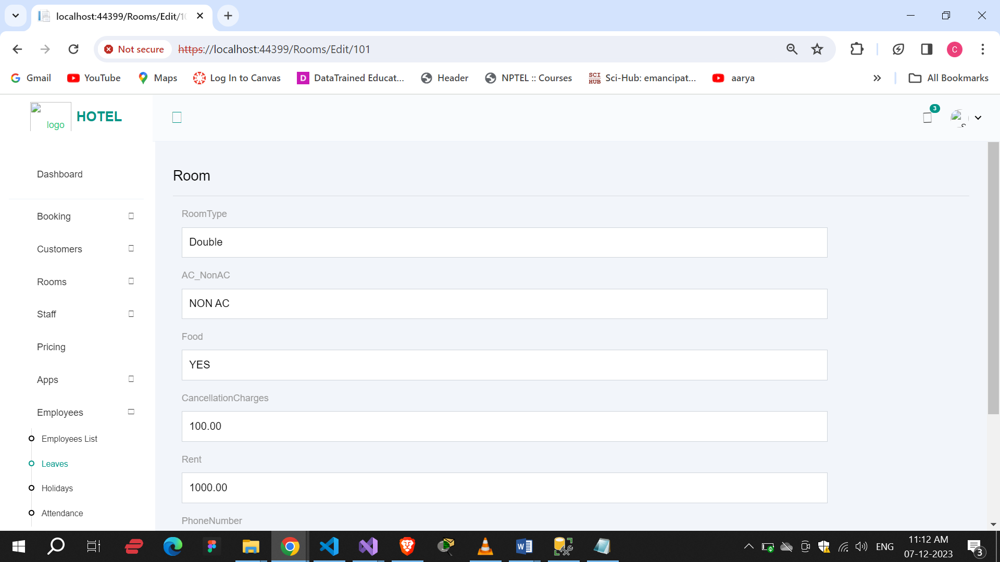 localhost:44399/Rooms/Edit/10
Not secure https://localhost:44399/Rooms/Edit/101
C
Gmail YouTube Maps Log In to Canvas D DataTrained Educat... Header NPTEL :: Courses SCI HUB Sci-Hub: emancipat... aarya All Bookmarks
logo HOTEL
3
Dashboard
Booking
Customers
Rooms
Staff
Pricing
Apps
Employees
Employees List
Leaves
Holidays
Attendance
Room
RoomType
Double
AC_NonAC
NON AC
Food
YES
CancellationCharges
100.00
Rent
1000.00
PhoneNumber
ENG
11:12 AM
07-12-2023
3